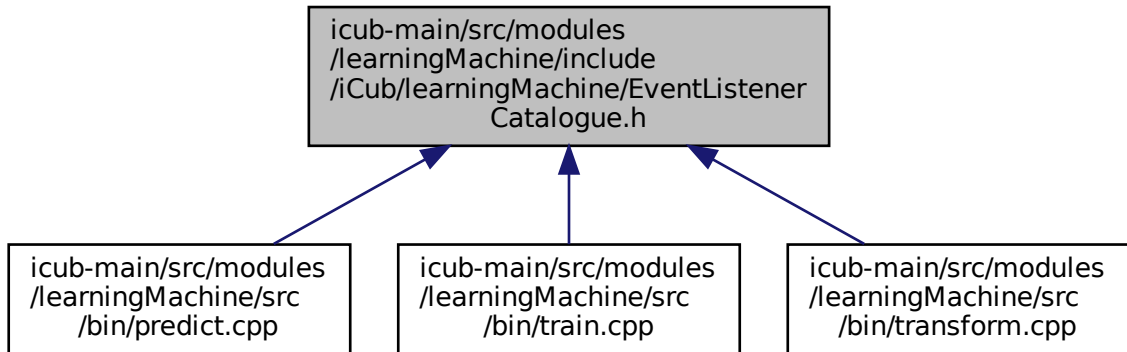 icub-main/src/modules
/learningMachine/include
/iCub/learningMachine/EventListener
Catalogue.h
icub-main/src/modules
/learningMachine/src
/bin/predict.cpp
icub-main/src/modules
/learningMachine/src
/bin/train.cpp
icub-main/src/modules
/learningMachine/src
/bin/transform.cpp